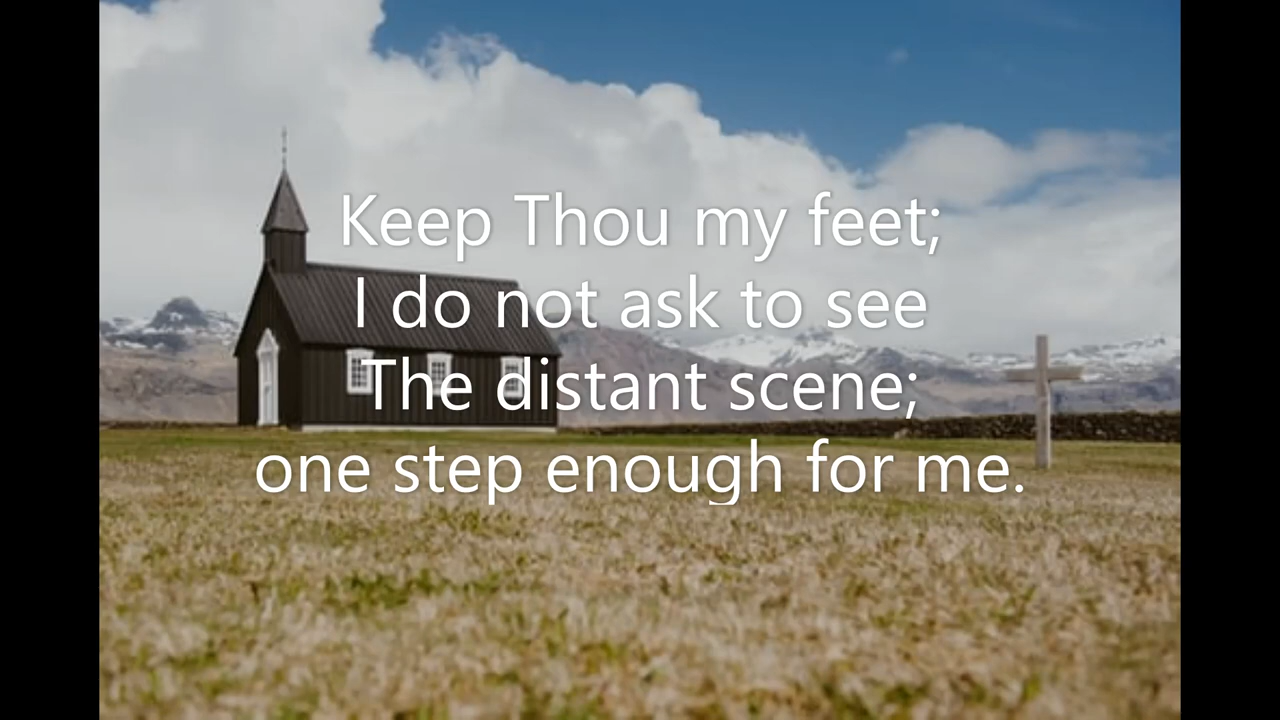 Keep Thou my feet;
I do not ask to see
The distant scene;
one step enough for me.